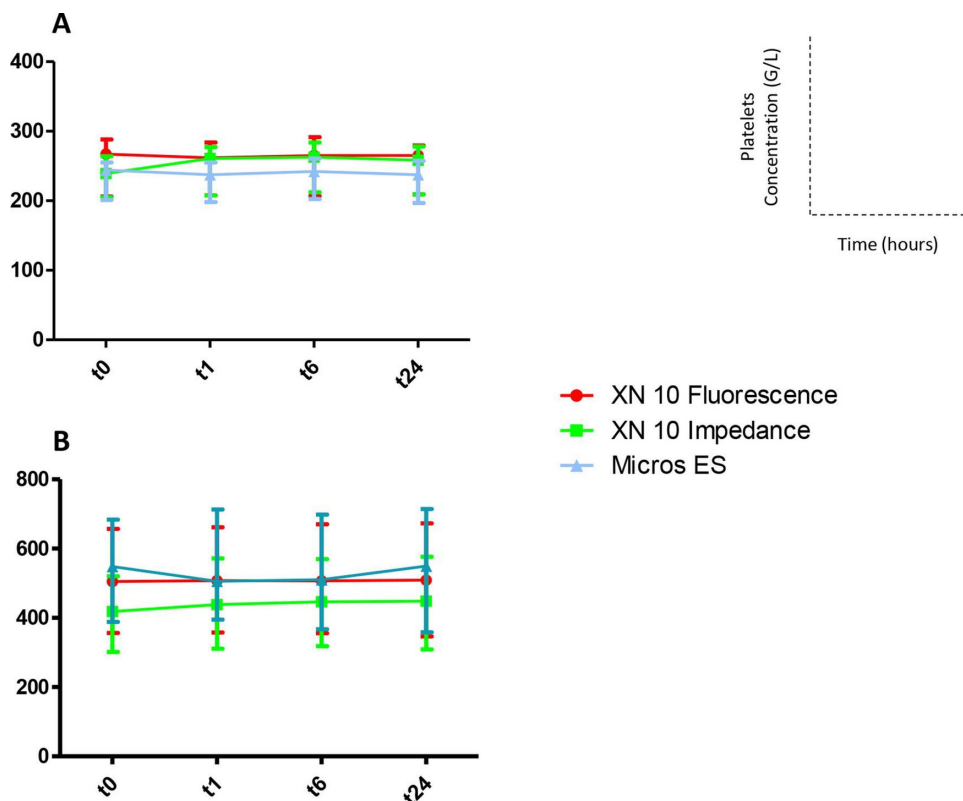 A
400
300
200
100
0
t0
t1
t6
t24
Platelets
Concentration (G/L)
Time (hours)
XN 10 Fluorescence
XN 10 Impedance
Micros ES
B
800
600
400
200
0
t0
t1
t6
t24